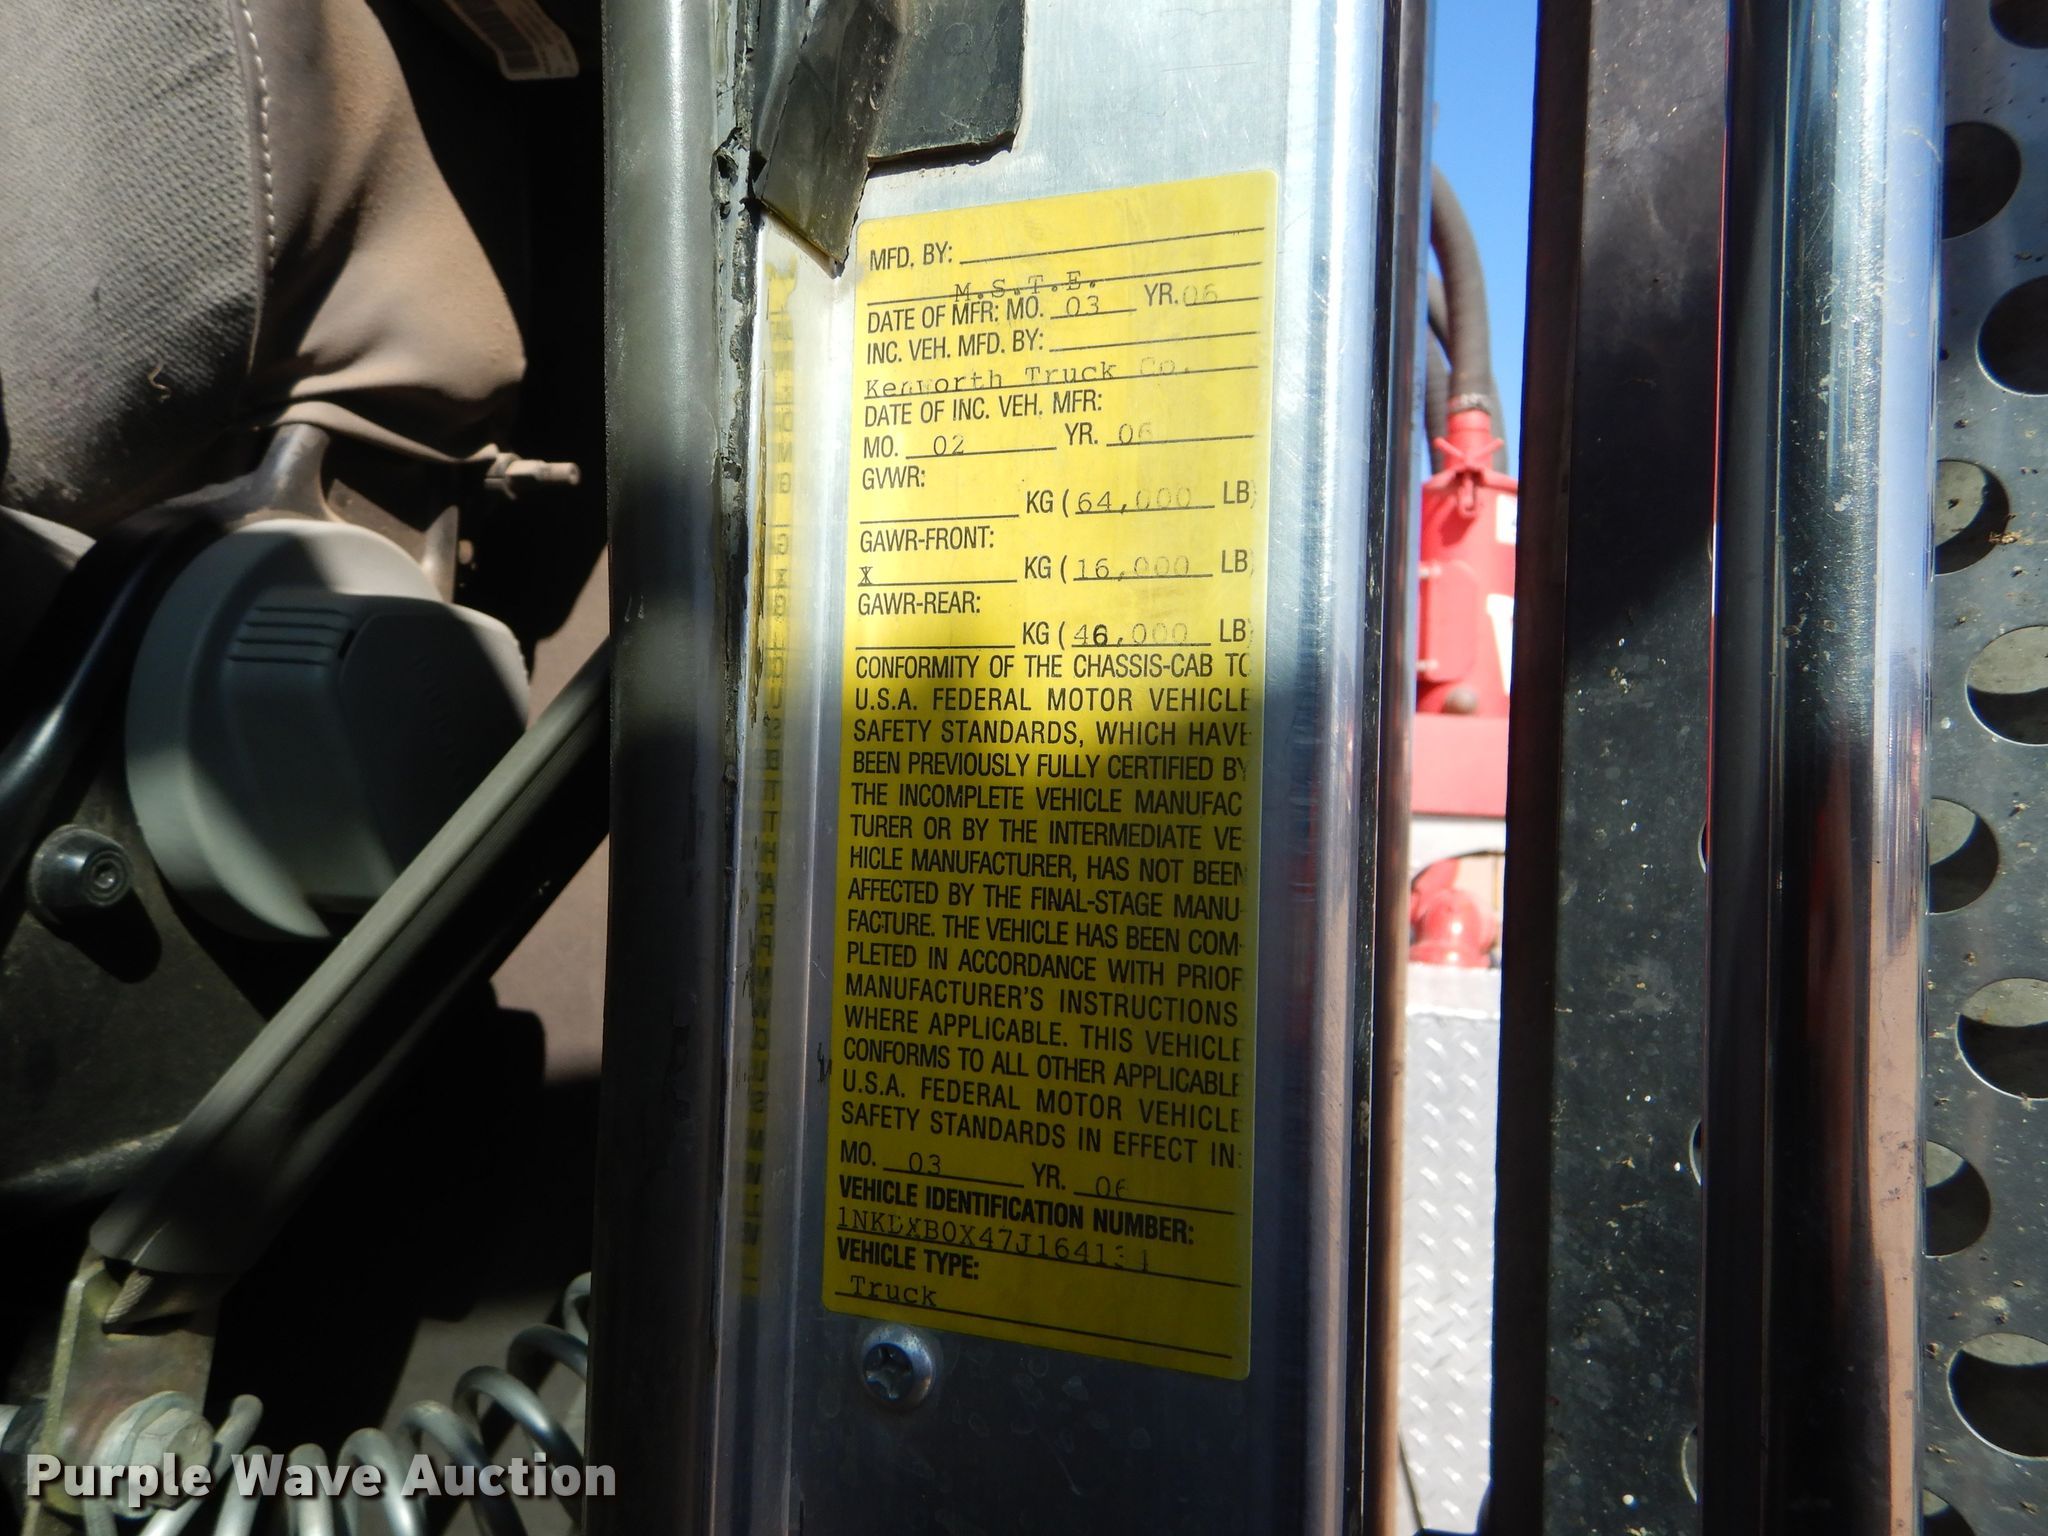 MFD. BY:
M.S.T.E.
DATE OF MFR: MO. 03 YR. 06
INC. VEH. MFD. BY:
Kenworth Truck Co.
DATE OF INC. VEH. MFR:
MO. 02 YR. 06
GVWR:
KG (64,000 LB)
GAWR-FRONT:
X KG (16,000 LB)
GAWR-REAR:
KG (46,000 LB)
CONFORMITY OF THE CHASSIS-CAB TO
U.S.A. FEDERAL MOTOR VEHICLE
SAFETY STANDARDS, WHICH HAVE
BEEN PREVIOUSLY FULLY CERTIFIED BY
THE INCOMPLETE VEHICLE MANUFAC
TURER OR BY THE INTERMEDIATE VE-
HICLE MANUFACTURER, HAS NOT BEEN
AFFECTED BY THE FINAL-STAGE MANU-
FACTURE. THE VEHICLE HAS BEEN COM-
PLETED IN ACCORDANCE WITH PRIOR
MANUFACTURER'S INSTRUCTIONS
WHERE APPLICABLE. THIS VEHICLE
CONFORMS TO ALL OTHER APPLICABLE
U.S.A. FEDERAL MOTOR VEHICLE
SAFETY STANDARDS IN EFFECT IN:
MO. 03 YR. 06
VEHICLE IDENTIFICATION NUMBER:
1NKDXB0X47J164134
VEHICLE TYPE:
Truck
Purple Wave Auction